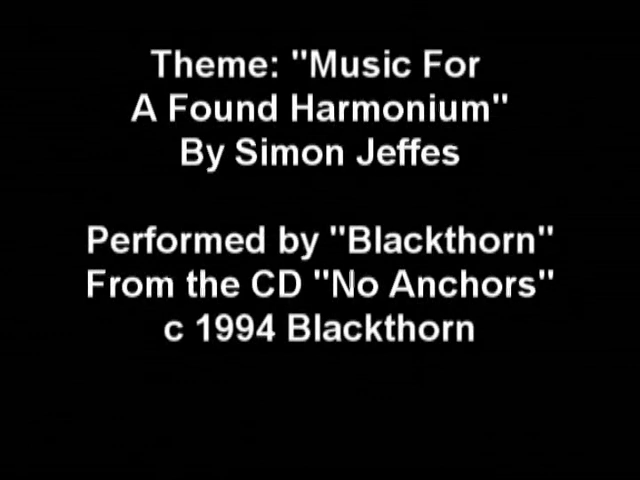 Theme: "Music For
A Found Harmonium"
By Simon Jeffes
Performed by "Blackthorn"
From the CD "No Anchors"
c 1994 Blackthorn